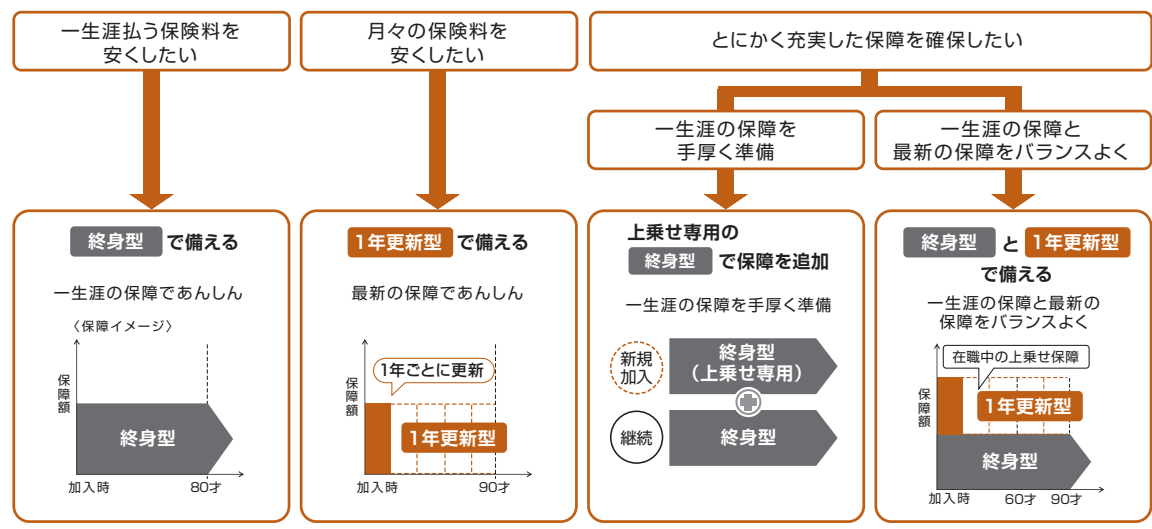 一生涯払う保険料を
安くしたい
月々の保険料を
安くしたい
とにかく充実した保障を確保したい
一生涯の保障を
手厚く準備
一生涯の保障と
最新の保障をバランスよく
終身型 で備える
一生涯の保障であんしん
〈保障イメージ〉
保障額
終身型
加入時
80才
1年更新型 で備える
最新の保障であんしん
保障額
1年ごとに更新
1年更新型
加入時
90才
上乗せ専用の
終身型 で保障を追加
一生涯の保障を手厚く準備
新規
加入
終身型
（上乗せ専用）
継続
終身型
終身型 と 1年更新型
で備える
一生涯の保障と最新の
保障をバランスよく
保障額
在職中の上乗せ保障
1年更新型
終身型
加入時
60才
90才